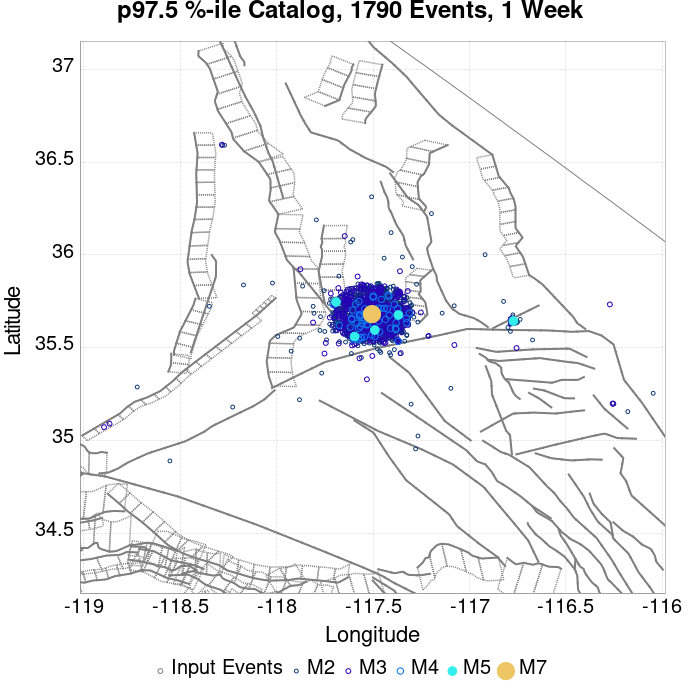 p97.5 %-ile Catalog, 1790 Events, 1 Week
37
36.5
36
35.5
35
34.5
Latitude
-119 -118.5 -118 -117.5 -117 -116.5 -116
Longitude
Input Events M2 M3 M4 M5 M7